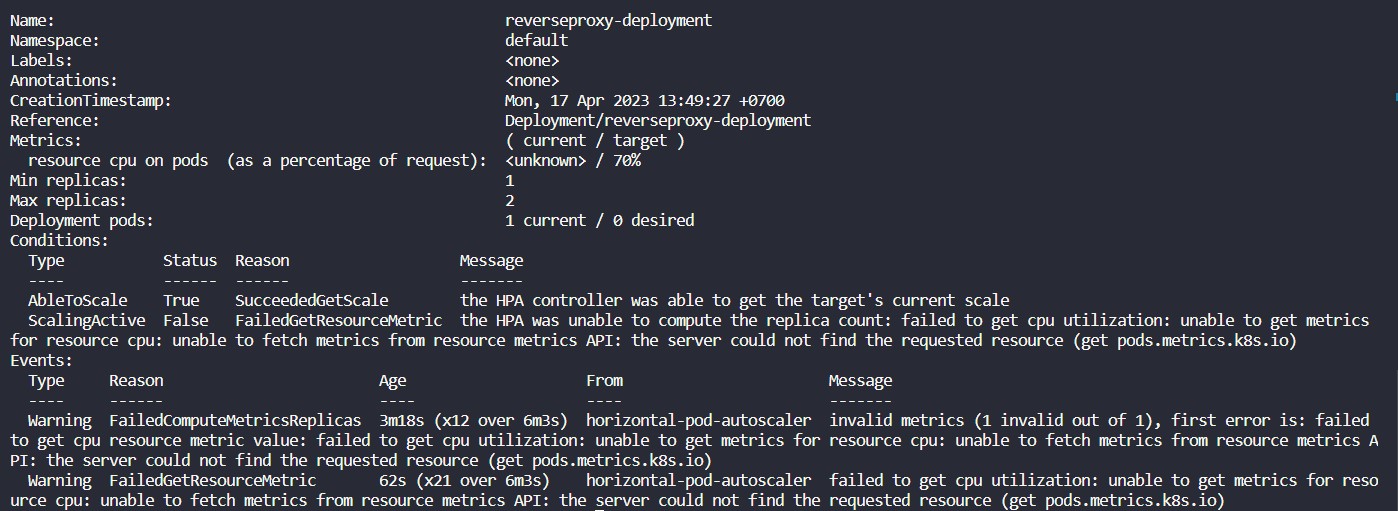 Name:                                                  reverseproxy-deployment
Namespace:                                             default
Labels:                                                <none>
Annotations:                                           <none>
CreationTimestamp:                                     Mon, 17 Apr 2023 13:49:27 +0700
Reference:                                             Deployment/reverseproxy-deployment
Metrics:                                               ( current / target )
  resource cpu on pods  (as a percentage of request):  <unknown> / 70%
Min replicas:                                          1
Max replicas:                                          2
Deployment pods:                                       1 current / 0 desired
Conditions:
  Type           Status  Reason                   Message
  ----           ------  ------                   -------
  AbleToScale    True    SucceededGetScale        the HPA controller was able to get the target's current scale
  ScalingActive  False   FailedGetResourceMetric  the HPA was unable to compute the replica count: failed to get cpu utilization: unable to get metrics
for resource cpu: unable to fetch metrics from resource metrics API: the server could not find the requested resource (get pods.metrics.k8s.io)
Events:
  Type     Reason                        Age                    From                       Message
  ----     ------                        ----                   ----                       -------
  Warning  FailedComputeMetricsReplicas  3m18s (x12 over 6m3s)  horizontal-pod-autoscaler  invalid metrics (1 invalid out of 1), first error is: failed
to get cpu resource metric value: failed to get cpu utilization: unable to get metrics for resource cpu: unable to fetch metrics from resource metrics A
PI: the server could not find the requested resource (get pods.metrics.k8s.io)
  Warning  FailedGetResourceMetric       62s (x21 over 6m3s)    horizontal-pod-autoscaler  failed to get cpu utilization: unable to get metrics for reso
urce cpu: unable to fetch metrics from resource metrics API: the server could not find the requested resource (get pods.metrics.k8s.io)